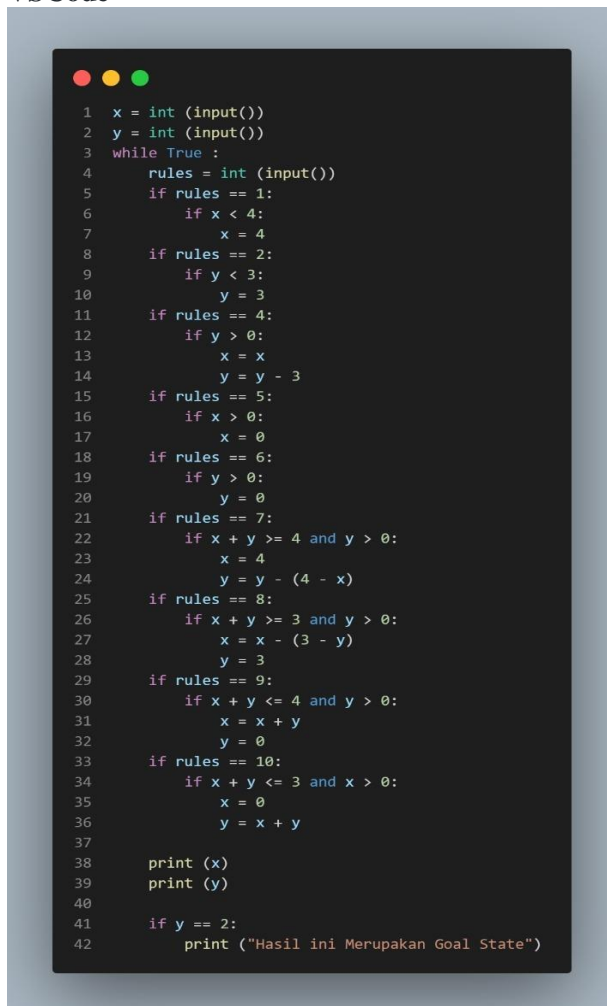 1 x = int (input())
2 y = int (input())
3 while True :
4     rules = int (input())
5     if rules == 1:
6         if x < 4:
7             x = 4
8     if rules == 2:
9         if y < 3:
10             y = 3
11     if rules == 4:
12         if y > 0:
13             x = x
14             y = y - 3
15     if rules == 5:
16         if x > 0:
17             x = 0
18     if rules == 6:
19         if y > 0:
20             y = 0
21     if rules == 7:
22         if x + y >= 4 and y > 0:
23             x = 4
24             y = y - (4 - x)
25     if rules == 8:
26         if x + y >= 3 and y > 0:
27             x = x - (3 - y)
28             y = 3
29     if rules == 9:
30         if x + y <= 4 and y > 0:
31             x = x + y
32             y = 0
33     if rules == 10:
34         if x + y <= 3 and x > 0:
35             x = 0
36             y = x + y
37
38     print (x)
39     print (y)
40
41     if y == 2:
42         print ("Hasil ini Merupakan Goal State")